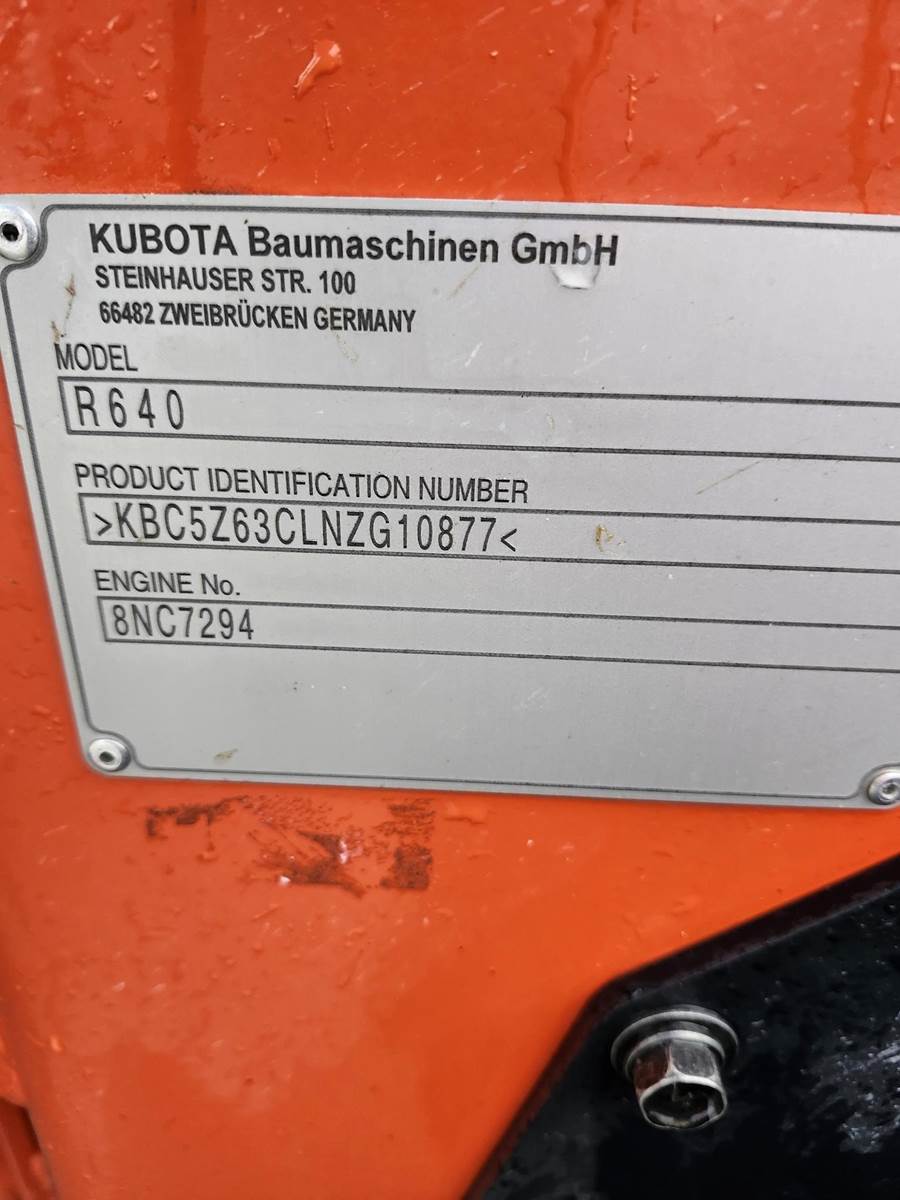 KUBOTA Baumaschinen GmbH
STEINHAUSER STR. 100
66482 ZWEIBRÜCKEN GERMANY
MODEL
R640
PRODUCT IDENTIFICATION NUMBER
>KBC5Z63CLNZG10877<
ENGINE No.
8NC7294